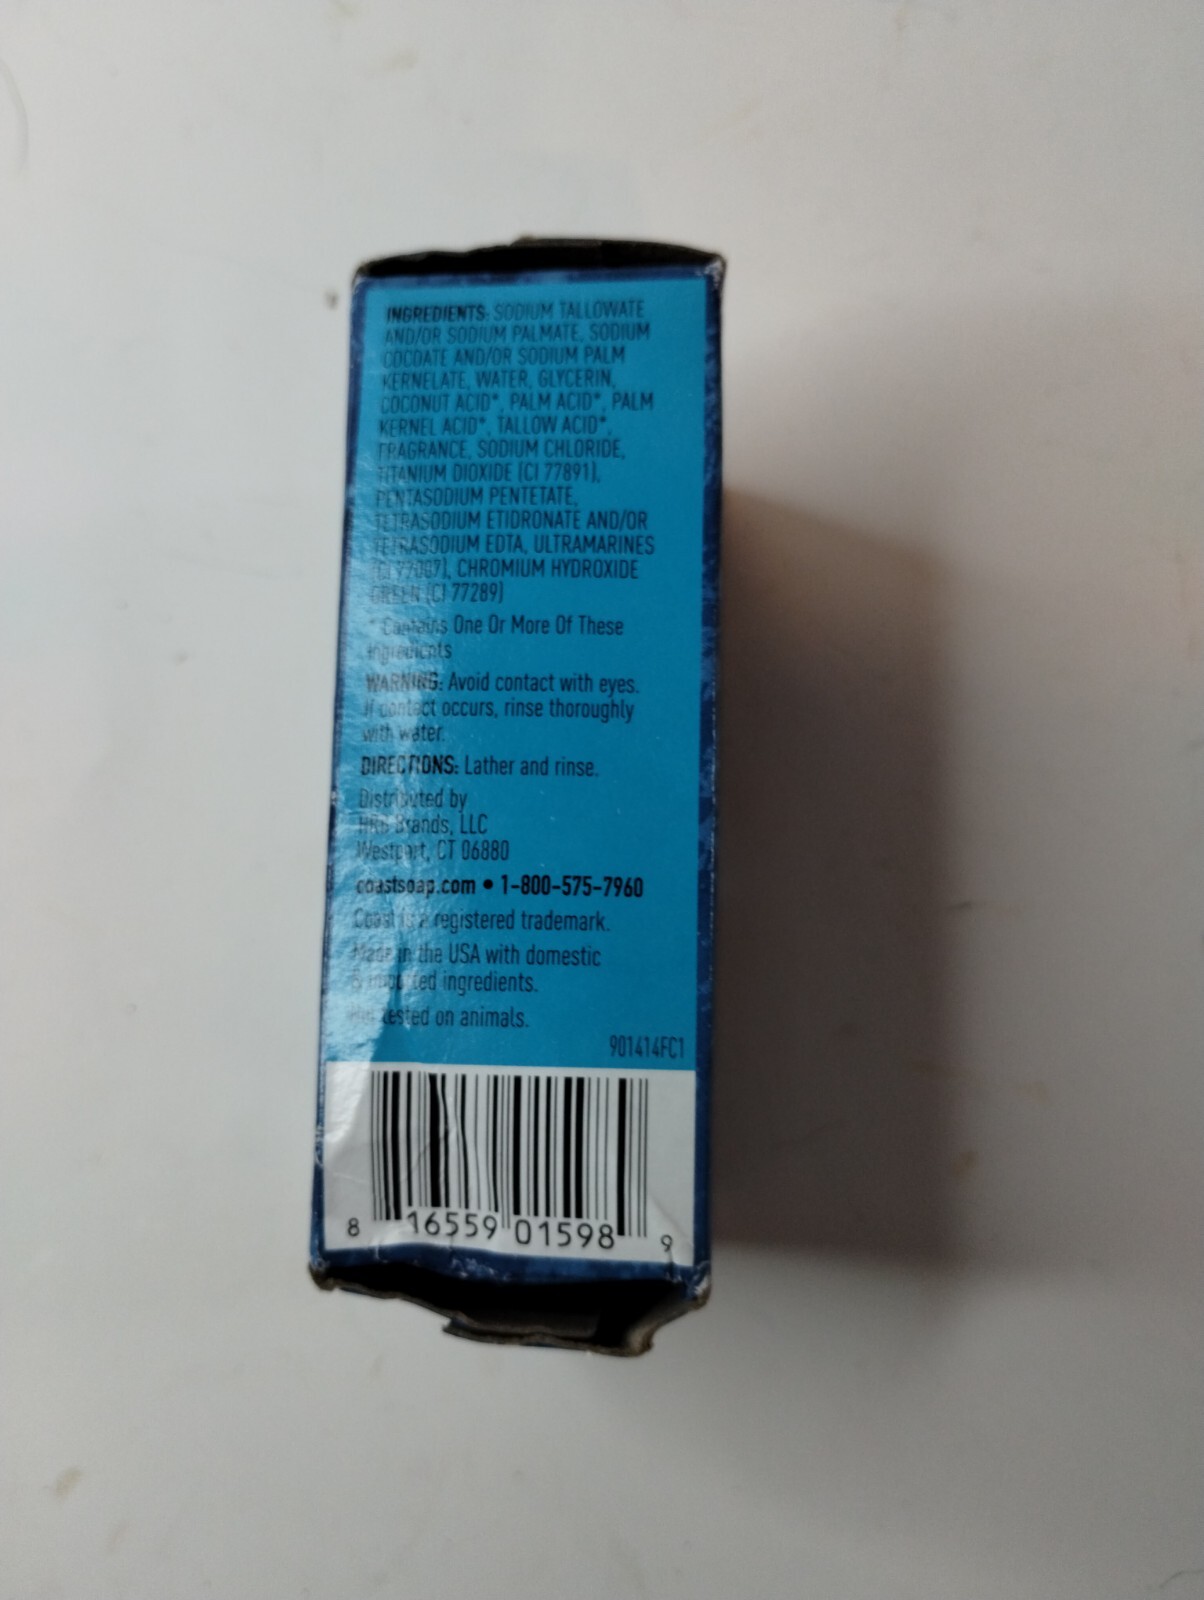 INGREDIENTS: SODIUM TALLOWATE
AND/OR SODIUM PALMATE, SODIUM
COCOATE AND/OR SODIUM PALM
KERNELATE, WATER, GLYCERIN,
COCONUT ACID*, PALM ACID*, PALM
KERNEL ACID*, TALLOW ACID*,
FRAGRANCE, SODIUM CHLORIDE,
TITANIUM DIOXIDE (CI 77891),
PENTASODIUM PENTETATE,
TETRASODIUM ETIDRONATE AND/OR
TETRASODIUM EDTA, ULTRAMARINES
(CI 77007), CHROMIUM HYDROXIDE
GREEN (CI 77289)
* Contains One Or More Of These
Ingredients
WARNING: Avoid contact with eyes.
If contact occurs, rinse thoroughly
with water.
DIRECTIONS: Lather and rinse.
Distributed by
HRB Brands, LLC
Westport, CT 06880
coastsoap.com • 1-800-575-7960
Coast is a registered trademark.
Made in the USA with domestic
& imported ingredients.
Not tested on animals.
901414FC1
8 16559 01598 9